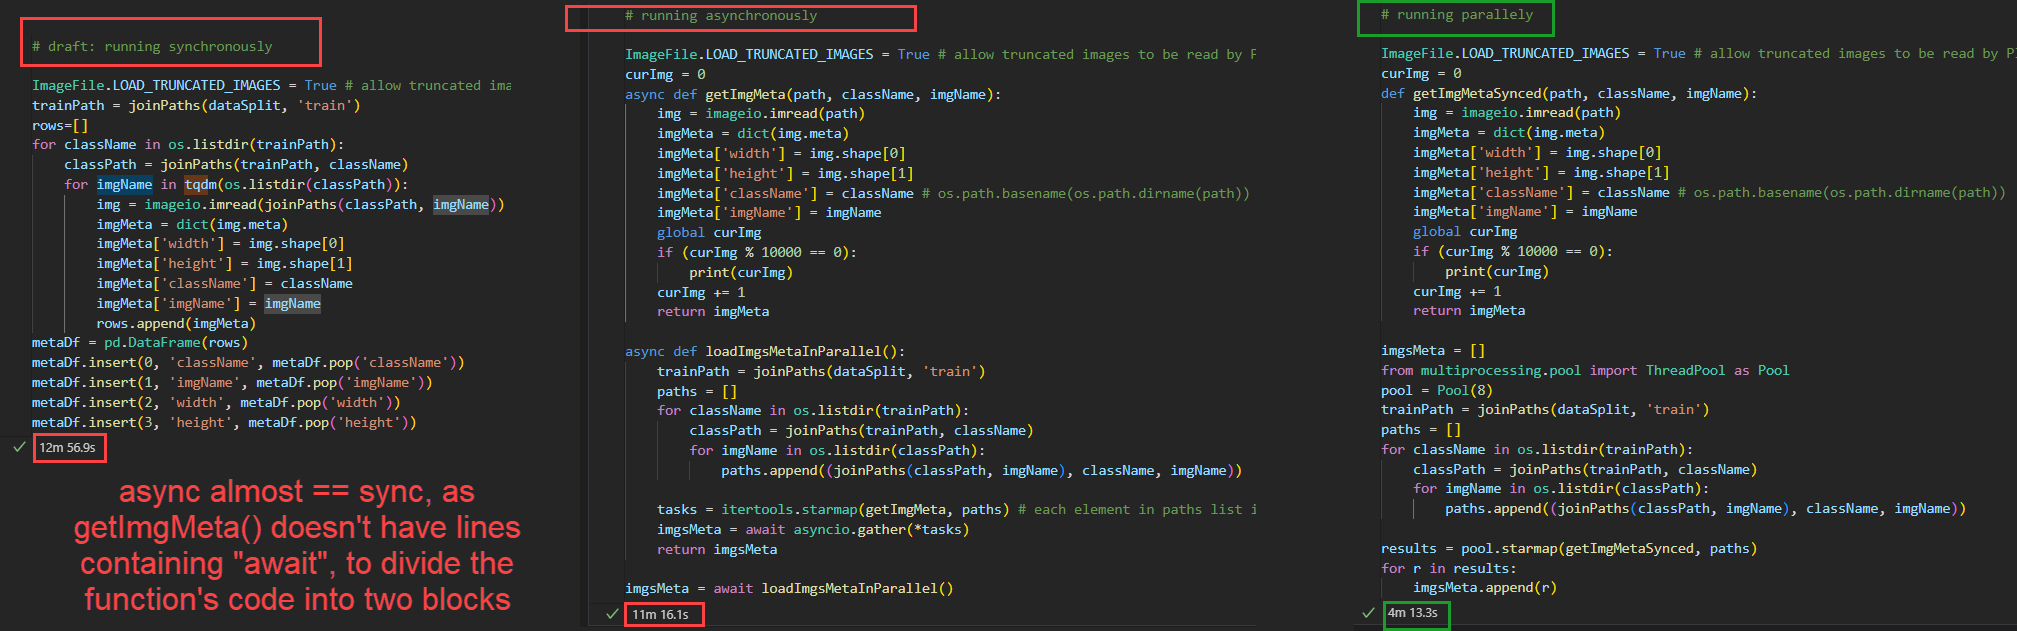 # draft: running synchronously
ImageFile.LOAD_TRUNCATED_IMAGES = True # allow truncated ima
trainPath = joinPaths(dataSplit, 'train')
rows=[]
for className in os.listdir(trainPath):
    classPath = joinPaths(trainPath, className)
    for imgName in tqdm(os.listdir(classPath)):
        img = imageio.imread(joinPaths(classPath, imgName))
        imgMeta = dict(img.meta)
        imgMeta['width'] = img.shape[0]
        imgMeta['height'] = img.shape[1]
        imgMeta['className'] = className
        imgMeta['imgName'] = imgName
        rows.append(imgMeta)
metaDf = pd.DataFrame(rows)
metaDf.insert(0, 'className', metaDf.pop('className'))
metaDf.insert(1, 'imgName', metaDf.pop('imgName'))
metaDf.insert(2, 'width', metaDf.pop('width'))
metaDf.insert(3, 'height', metaDf.pop('height'))
12m 56.9s
async almost == sync, as
getImgMeta() doesn't have lines
containing "await", to divide the
function's code into two blocks
# running asynchronously
ImageFile.LOAD_TRUNCATED_IMAGES = True # allow truncated images to be read by P
curImg = 0
async def getImgMeta(path, className, imgName):
    img = imageio.imread(path)
    imgMeta = dict(img.meta)
    imgMeta['width'] = img.shape[0]
    imgMeta['height'] = img.shape[1]
    imgMeta['className'] = className # os.path.basename(os.path.dirname(path))
    imgMeta['imgName'] = imgName
    global curImg
    if (curImg % 10000 == 0):
        print(curImg)
    curImg += 1
    return imgMeta
async def loadImgsMetaInParallel():
    trainPath = joinPaths(dataSplit, 'train')
    paths = []
    for className in os.listdir(trainPath):
        classPath = joinPaths(trainPath, className)
        for imgName in os.listdir(classPath):
            paths.append((joinPaths(classPath, imgName), className, imgName))
    tasks = itertools.starmap(getImgMeta, paths) # each element in paths list i
    imgsMeta = await asyncio.gather(*tasks)
    return imgsMeta
imgsMeta = await loadImgsMetaInParallel()
11m 16.1s
# running parallely
ImageFile.LOAD_TRUNCATED_IMAGES = True # allow truncated images to be read by P
curImg = 0
def getImgMetaSynced(path, className, imgName):
    img = imageio.imread(path)
    imgMeta = dict(img.meta)
    imgMeta['width'] = img.shape[0]
    imgMeta['height'] = img.shape[1]
    imgMeta['className'] = className # os.path.basename(os.path.dirname(path))
    imgMeta['imgName'] = imgName
    global curImg
    if (curImg % 10000 == 0):
        print(curImg)
    curImg += 1
    return imgMeta
imgsMeta = []
from multiprocessing.pool import ThreadPool as Pool
pool = Pool(8)
trainPath = joinPaths(dataSplit, 'train')
paths = []
for className in os.listdir(trainPath):
    classPath = joinPaths(trainPath, className)
    for imgName in os.listdir(classPath):
        paths.append((joinPaths(classPath, imgName), className, imgName))
results = pool.starmap(getImgMetaSynced, paths)
for r in results:
    imgsMeta.append(r)
4m 13.3s